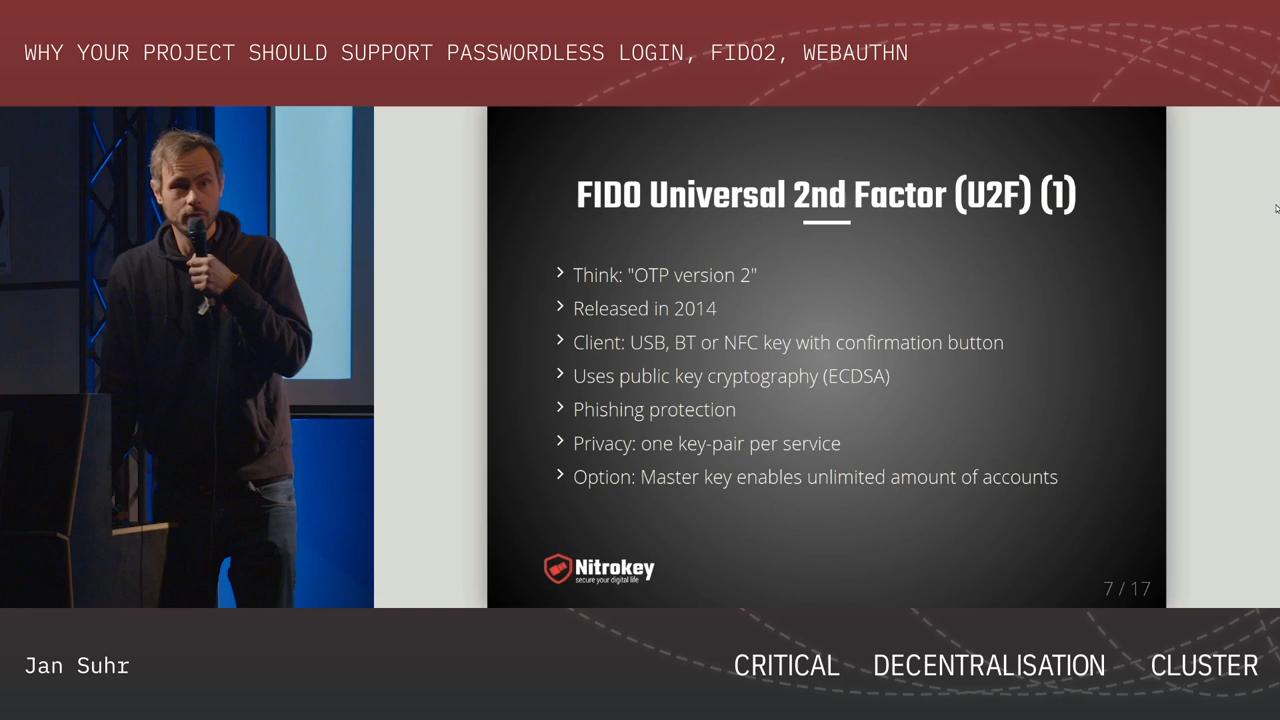 WHY YOUR PROJECT SHOULD SUPPORT PASSWORDLESS LOGIN, FIDO2, WEBAUTHN
FIDO Universal 2nd Factor (U2F) (1)
Think: "OTP version 2"
Released in 2014
Client: USB, BT or NFC key with confirmation button
Uses public key cryptography (ECDSA)
Phishing protection
Privacy: one key-pair per service
Option: Master key enables unlimited amount of accounts
Nitrokey
secure your digital life
7 / 17
Jan Suhr
CRITICAL DECENTRALISATION CLUSTER